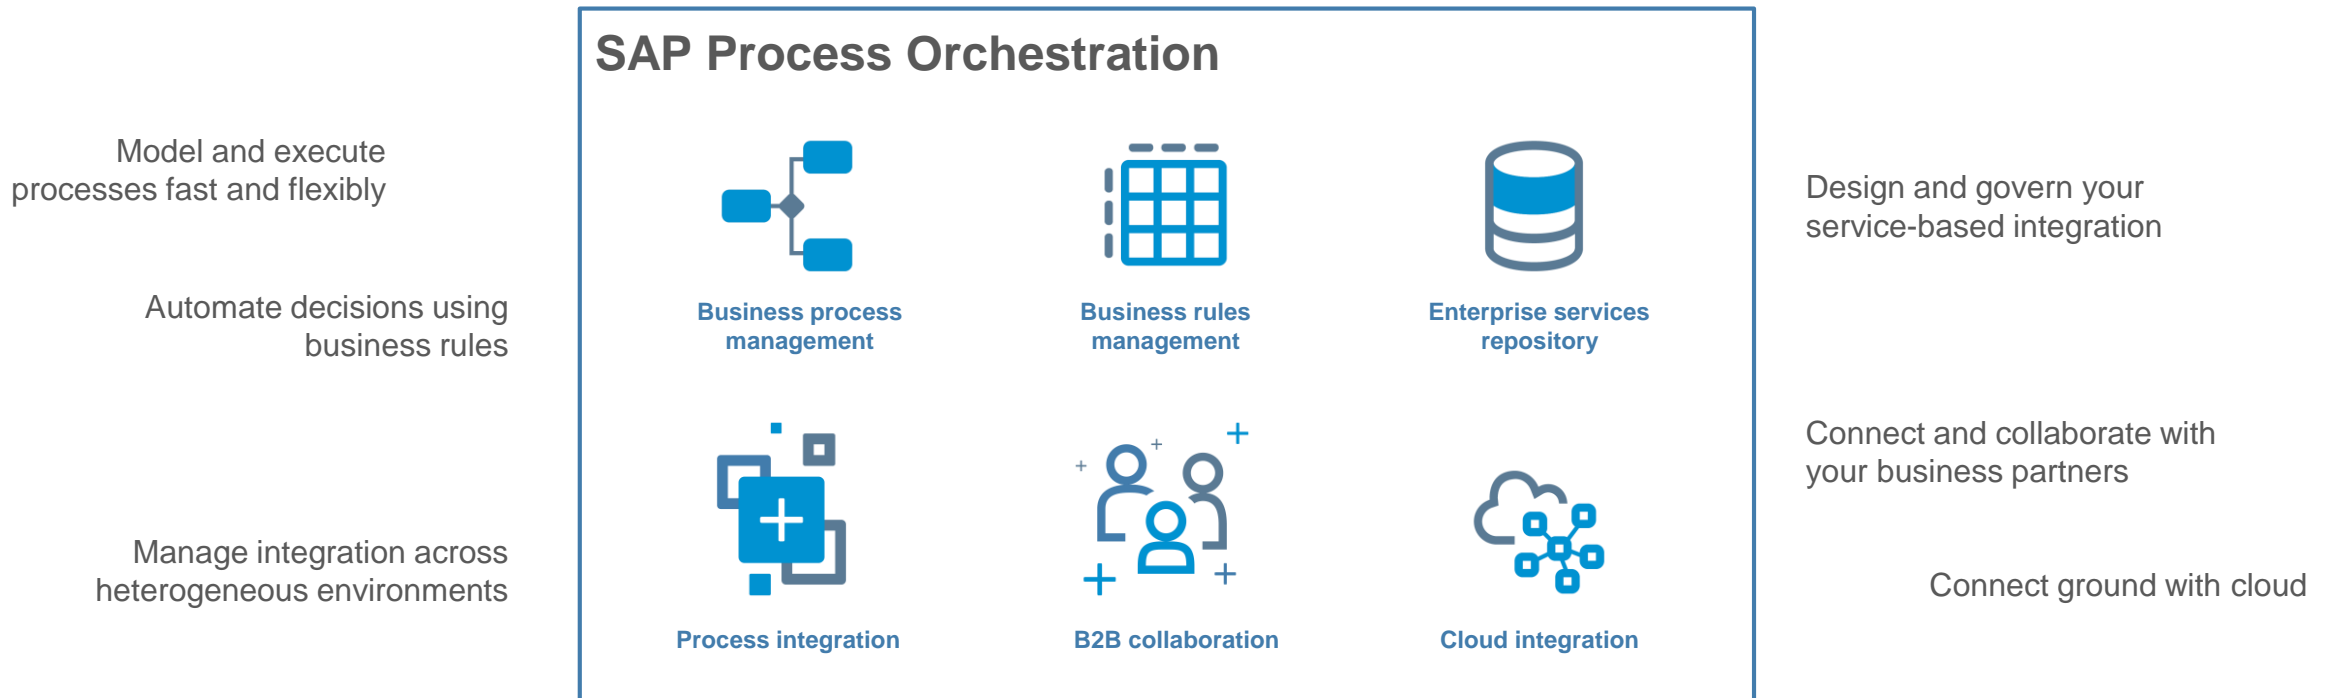 SAP Process Orchestration
Model and execute
processes fast and flexibly
Automate decisions using
business rules
Manage integration across
heterogeneous environments
Business process
management
Business rules
management
Enterprise services
repository
Process integration
B2B collaboration
Cloud integration
Design and govern your
service-based integration
Connect and collaborate with
your business partners
Connect ground with cloud